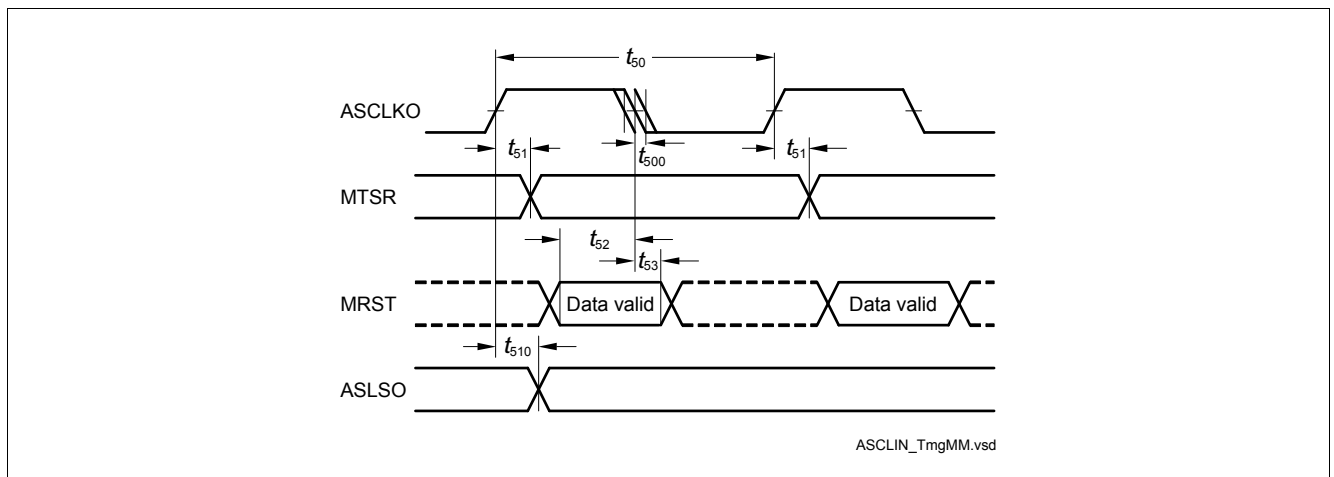 t50
ASCLKO
t51
t500
t51
MTSR
t52
t53
MRST
Data valid
Data valid
t510
ASLSO
ASCLIN_TmgMM.vsd